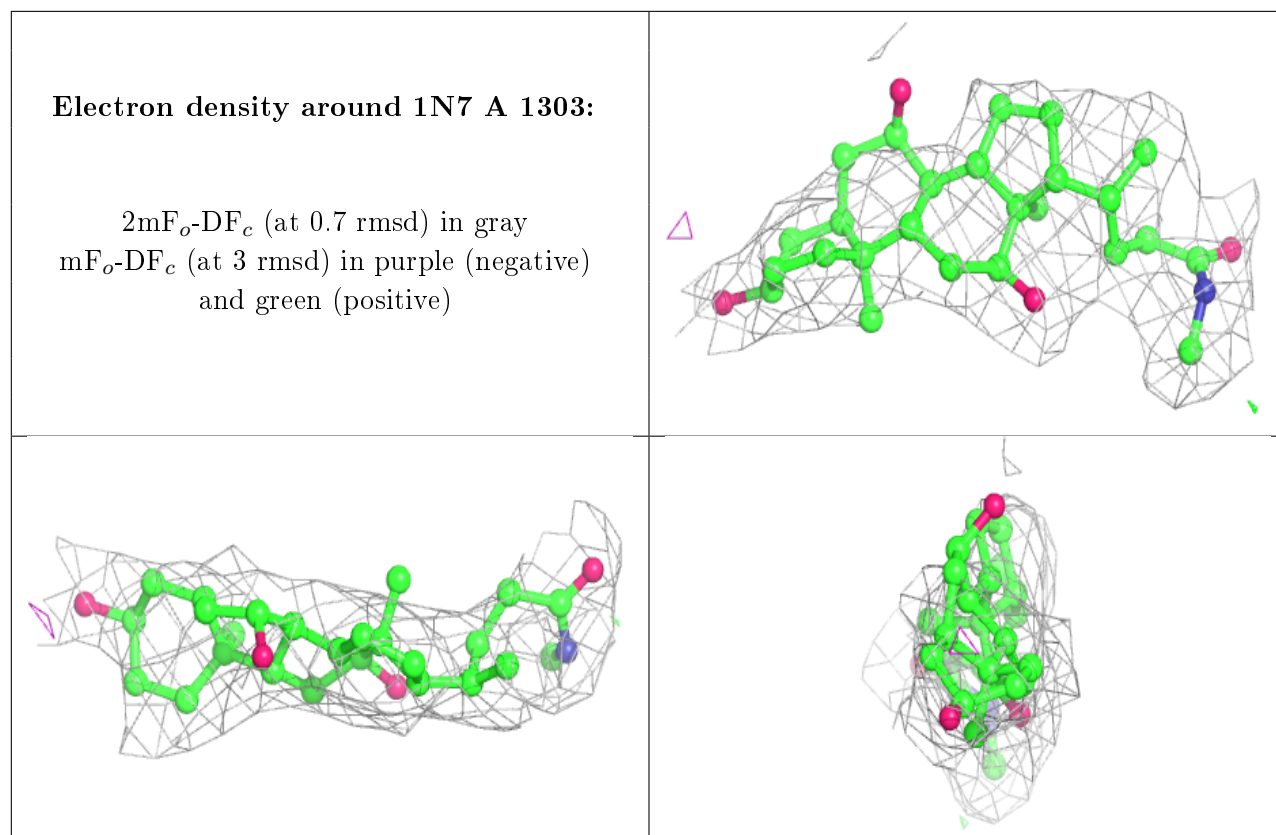 Electron density around 1N7 A 1303:
2mFo-DFc (at 0.7 rmsd) in gray
mFo-DFc (at 3 rmsd) in purple (negative)
and green (positive)